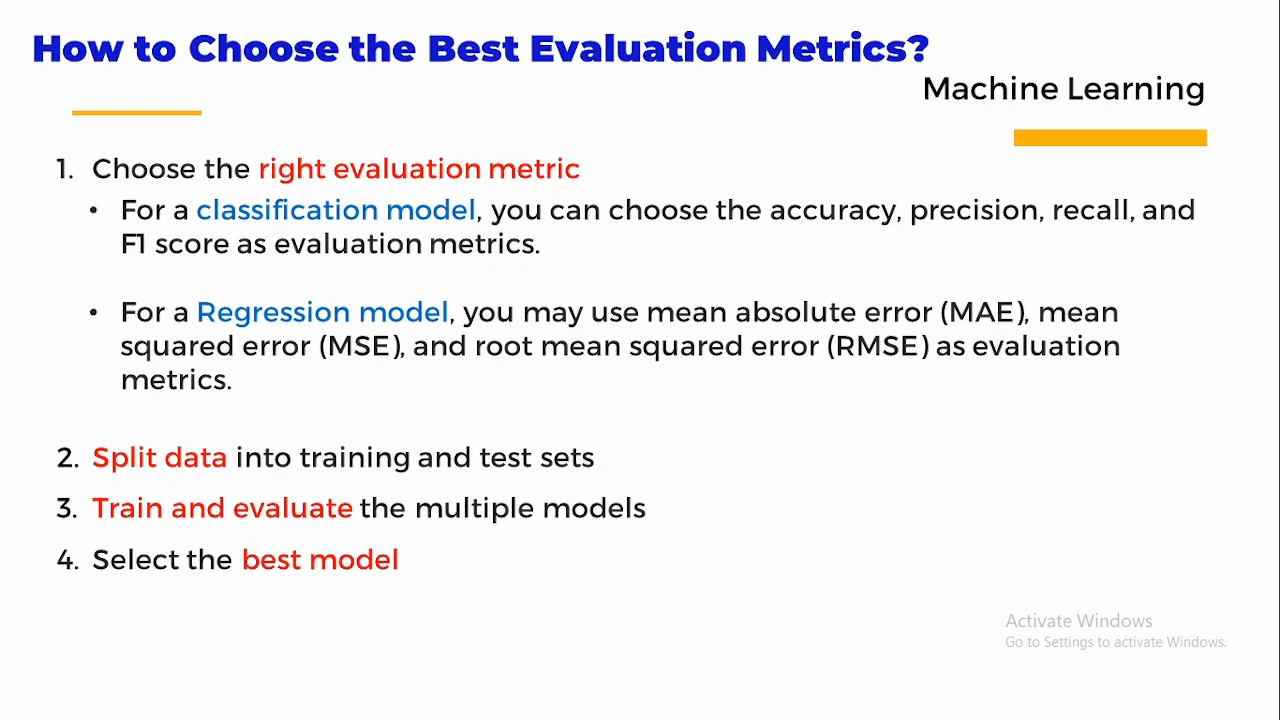 How to Choose the Best Evaluation Metrics?
Machine Learning
1. Choose the right evaluation metric
• For a classification model, you can choose the accuracy, precision, recall, and
F1 score as evaluation metrics.
• For a Regression model, you may use mean absolute error (MAE), mean
squared error (MSE), and root mean squared error (RMSE) as evaluation
metrics.
2. Split data into training and test sets
3. Train and evaluate the multiple models
4. Select the best model
Activate Windows
Go to Settings to activate Windows.